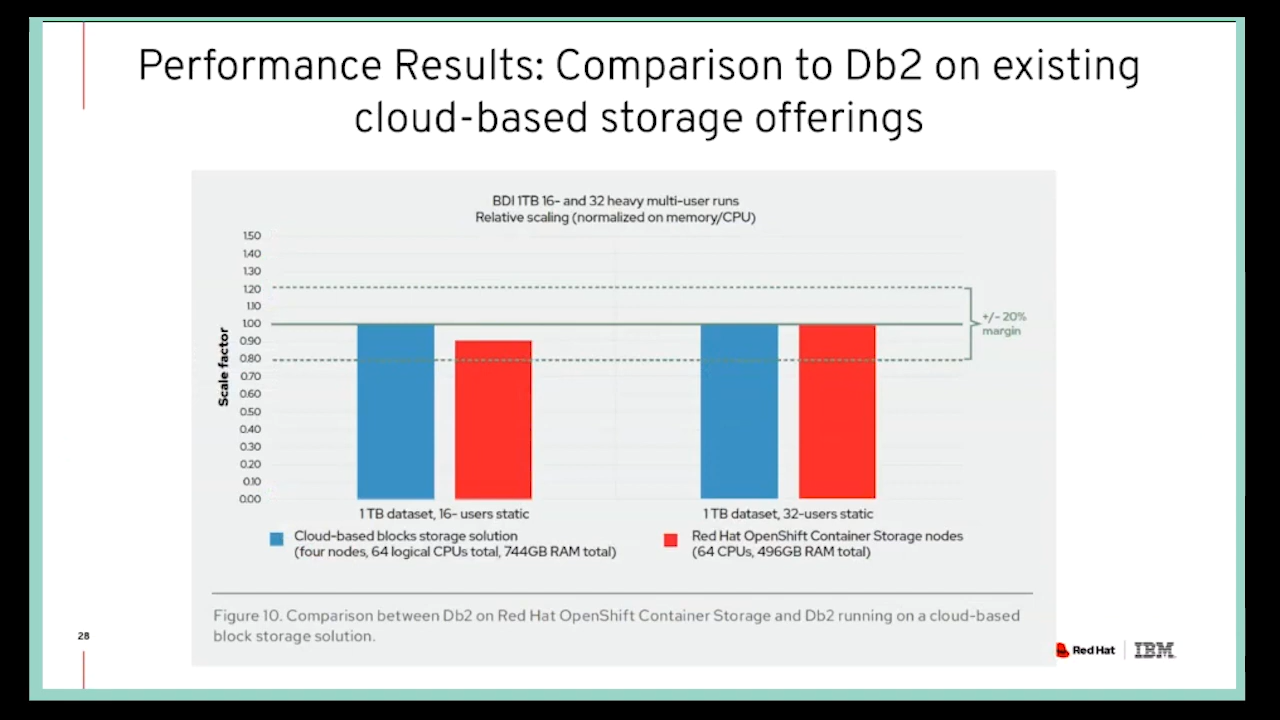 Performance Results: Comparison to Db2 on existing
cloud-based storage offerings
BDI 1TB 16- and 32 heavy multi-user runs
Relative scaling (normalized on memory/CPU)
Scale factor
1.50
1.40
1.30
1.20
1.10
1.00
0.90
0.80
0.70
0.60
0.50
0.40
0.30
0.20
0.10
0.00
+/- 20%
margin
1 TB dataset, 16- users static
1 TB dataset, 32-users static
Cloud-based blocks storage solution
(four nodes, 64 logical CPUs total, 744GB RAM total)
Red Hat OpenShift Container Storage nodes
(64 CPUs, 496GB RAM total)
Figure 10. Comparison between Db2 on Red Hat OpenShift Container Storage and Db2 running on a cloud-based
block storage solution.
28
Red Hat
IBM